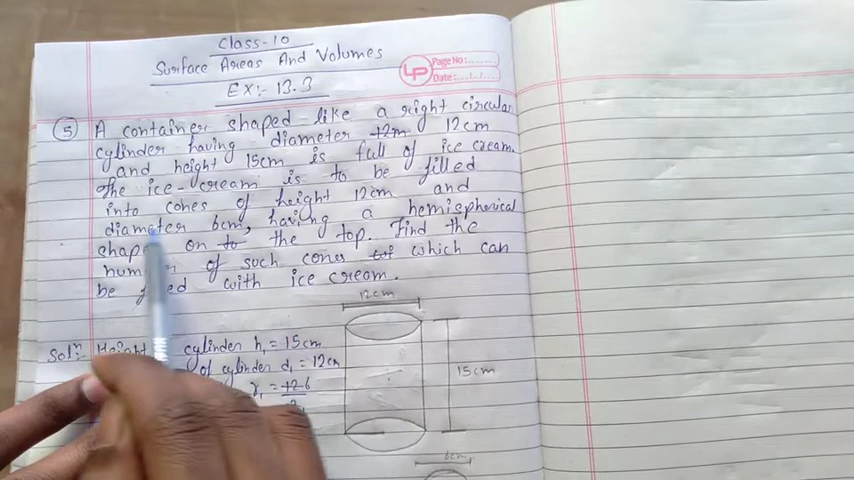 Class-10
Surface Areas And Volumes
LP Page No:
Date:
EX:- 13.3
5 A container shaped like a right circular
cylinder having diameter 12m 12cm
and height 15cm is full of ice cream.
The ice-cream is to be filled
into cones of height 12cm and
diameter 6cm, having a hemispherical
shape on to the top. Find the
of such cones which can
be with ice cream.
12cm
Solⁿ:- cylinder h₁ = 15cm
of cylinder d₁ = 12cm
r₁ = 12 6
15cm
6cm